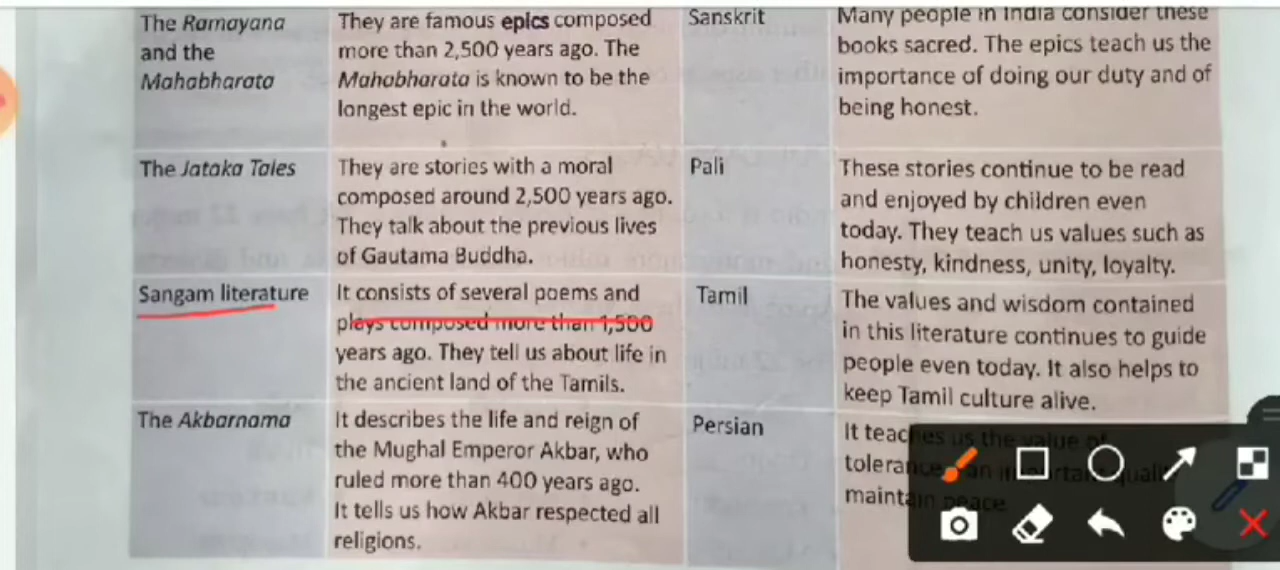 The Ramayana
and the
Mahabharata
They are famous epics composed
more than 2,500 years ago. The
Mahabharata is known to be the
longest epic in the world.
Sanskrit
Many people in India consider these
books sacred. The epics teach us the
importance of doing our duty and of
being honest.
The Jataka Tales
They are stories with a moral
composed around 2,500 years ago.
They talk about the previous lives
of Gautama Buddha.
Pali
These stories continue to be read
and enjoyed by children even
today. They teach us values such as
honesty, kindness, unity, loyalty.
Sangam literature
It consists of several poems and
plays composed more than 1,500
years ago. They tell us about life in
the ancient land of the Tamils.
Tamil
The values and wisdom contained
in this literature continues to guide
people even today. It also helps to
keep Tamil culture alive.
The Akbarnama
It describes the life and reign of
the Mughal Emperor Akbar, who
ruled more than 400 years ago.
It tells us how Akbar respected all
religions.
Persian
It teaches us the value of
tolerance, an important quality
maintain peace